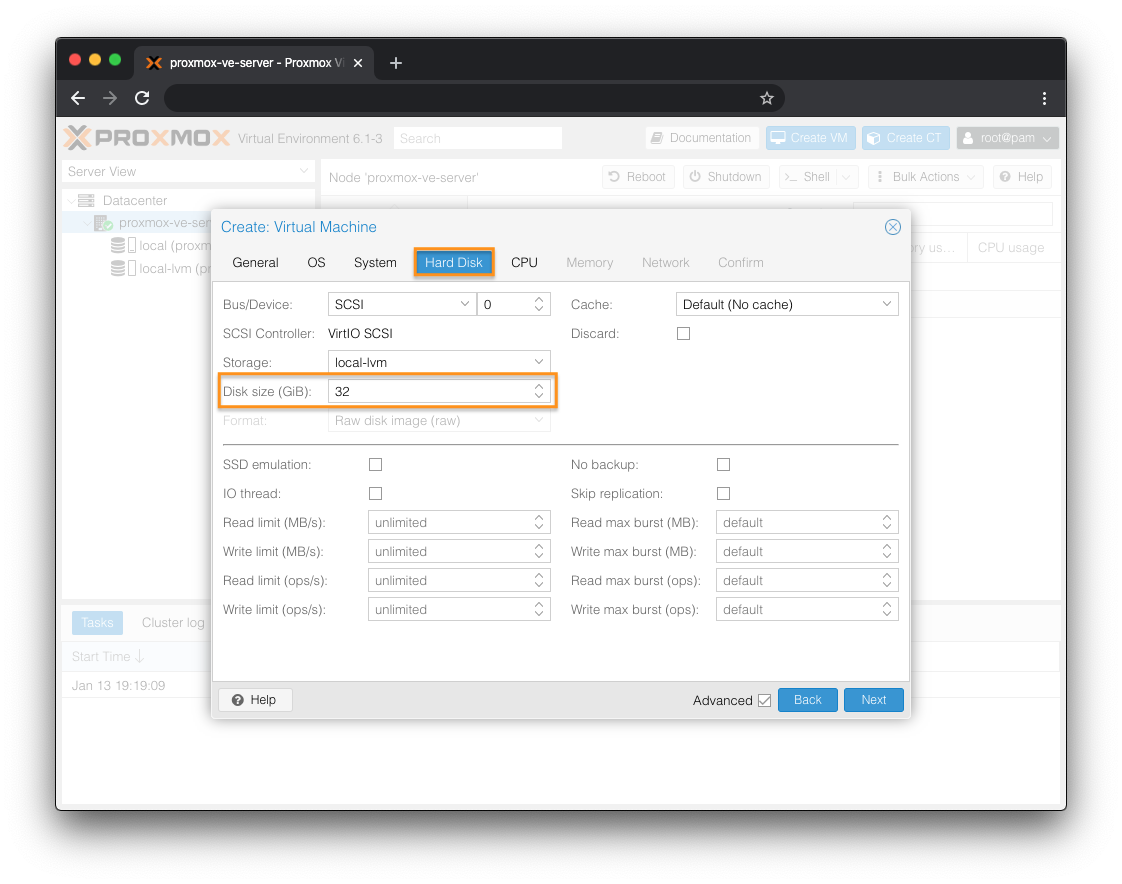 proxmox-ve-server - Proxmox Vi
PROXMOX Virtual Environment 6.1-3 Search Documentation Create VM Create CT root@pam
Server View
Node 'proxmox-ve-server' Reboot Shutdown Shell Bulk Actions Help
Datacenter
proxmox-ve-ser
local (proxm
local-lvm (pr
ry us... CPU usage
Create: Virtual Machine
General OS System Hard Disk CPU Memory Network Confirm
Bus/Device: SCSI 0 Cache: Default (No cache)
SCSI Controller: VirtIO SCSI Discard:
Storage: local-lvm
Disk size (GiB): 32
Format: Raw disk image (raw)
SSD emulation: No backup:
IO thread: Skip replication:
Read limit (MB/s): unlimited Read max burst (MB): default
Write limit (MB/s): unlimited Write max burst (MB): default
Read limit (ops/s): unlimited Read max burst (ops): default
Write limit (ops/s): unlimited Write max burst (ops): default
Help Advanced Back Next
Tasks Cluster log
Start Time
Jan 13 19:19:09